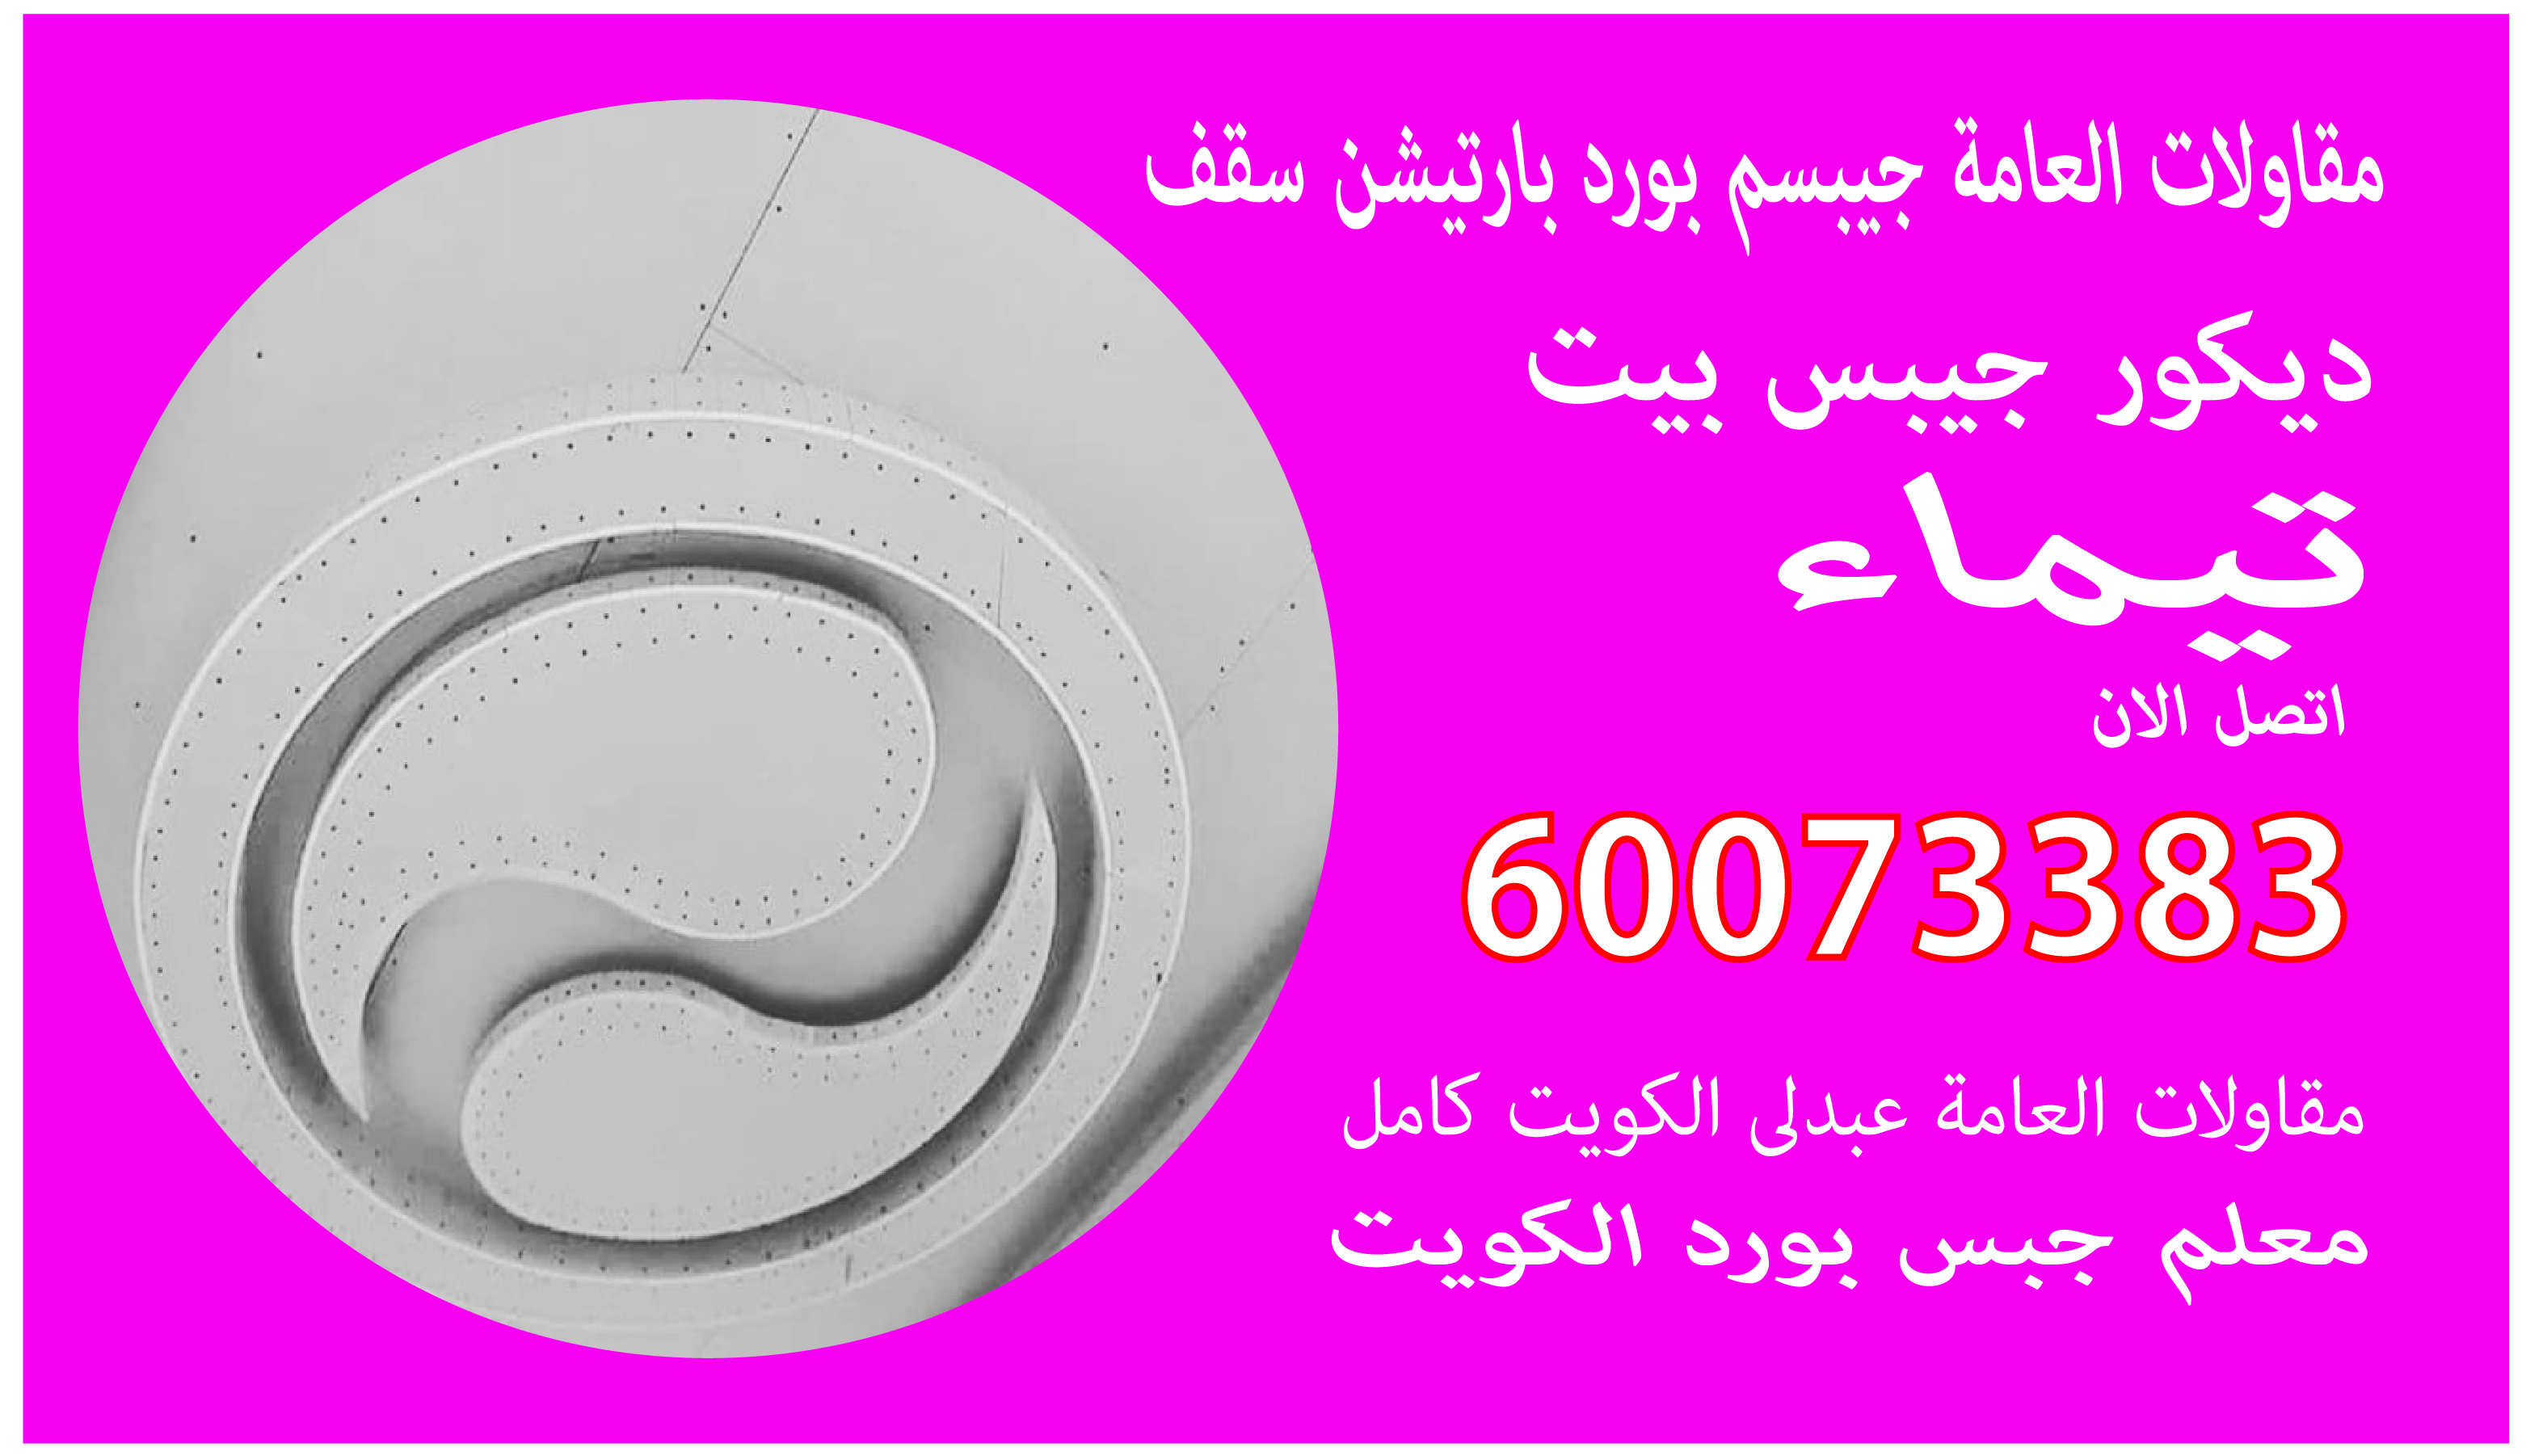 مقاولات العامة جيبسم بورد بارتيشن سقف
ديكور جيبس بيت
تيماء
اتصل الان
60073383
مقاولات العامة عبدلى الكويت كامل
معلم جبس بورد الكويت